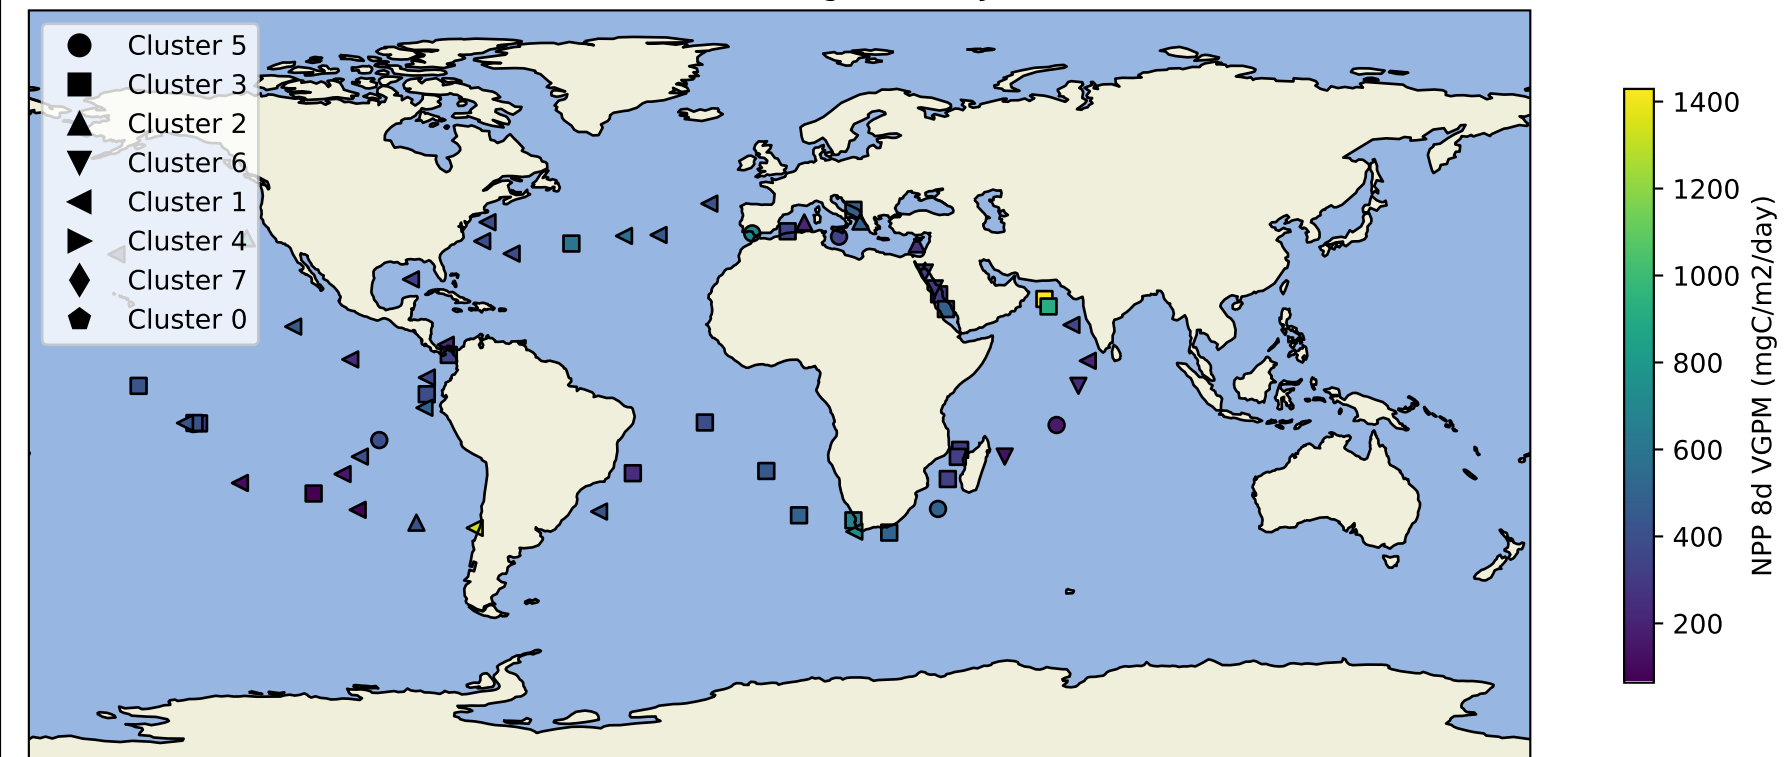 Cluster 5
Cluster 3
Cluster 2
Cluster 6
Cluster 1
Cluster 4
Cluster 7
Cluster 0
1400
1200
1000
800
600
400
200
NPP 8d VGPM (mgC/m2/day)